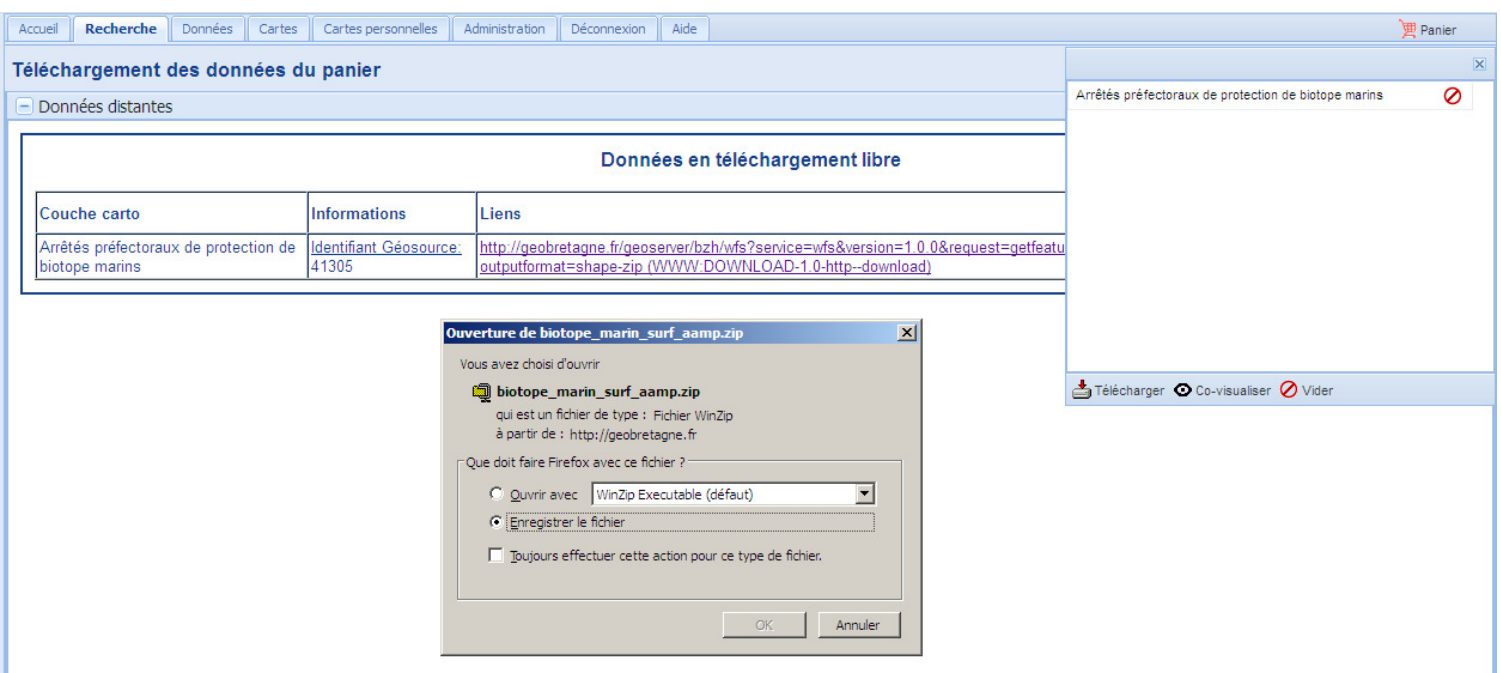 Accueil Recherche Données Cartes Cartes personnelles Administration Déconnexion Aide Panier
Téléchargement des données du panier
Données distantes
Données en téléchargement libre
Couche carto Informations Liens
Arrêtés préfectoraux de protection de biotope marins
Identifiant Géosource: 41305
http://geobretagne.fr/geoserver/bzh/wfs?service=wfs&version=1.0.0&request=getfeatu
outputformat=shape-zip (WWW:DOWNLOAD-1.0-http--download)
Arrêtés préfectoraux de protection de biotope marins
Télécharger Co-visualiser Vider
Ouverture de biotope_marin_surf_aamp.zip
Vous avez choisi d'ouvrir
biotope_marin_surf_aamp.zip
qui est un fichier de type : Fichier WinZip
à partir de : http://geobretagne.fr
Que doit faire Firefox avec ce fichier ?
Ouvrir avec WinZip Executable (défaut)
Enregistrer le fichier
Toujours effectuer cette action pour ce type de fichier.
OK Annuler